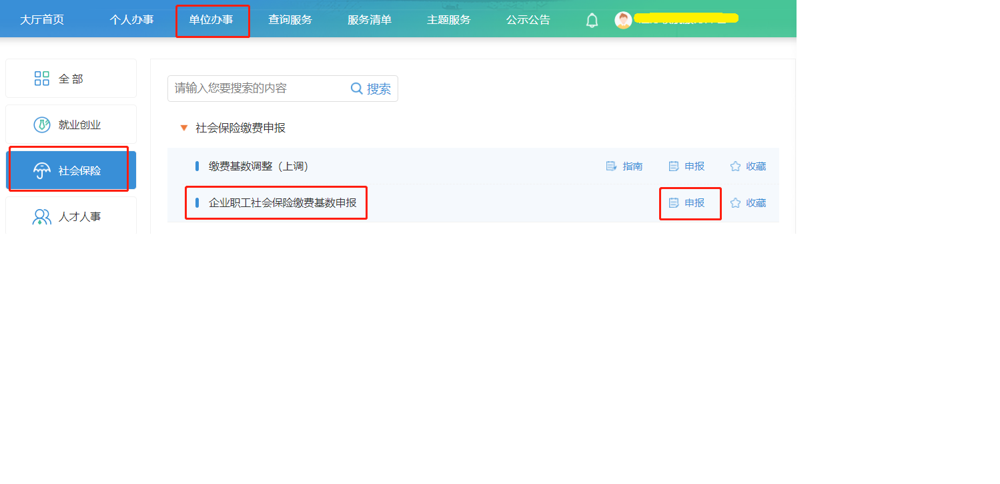 大厅首页 个人办事 单位办事 查询服务 服务清单 主题服务 公示公告
全部
就业创业
社会保险
人才人事
请输入您要搜索的内容 搜索
社会保险缴费申报
缴费基数调整（上调） 指南 申报 收藏
企业职工社会保险缴费基数申报 申报 收藏